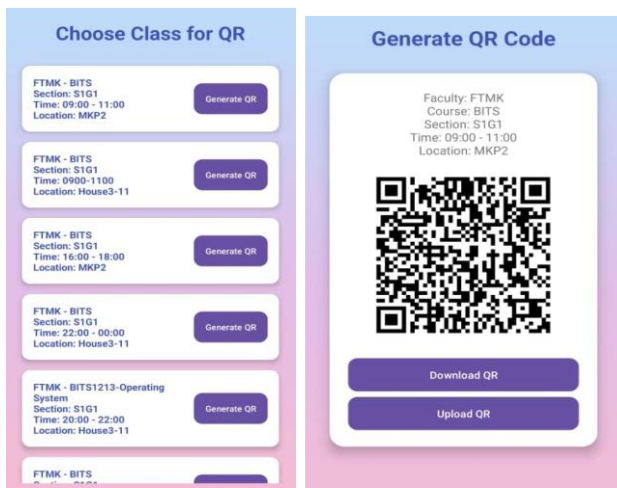 Choose Class for QR
FTMK - BITS
Section: S1G1
Time: 09:00 - 11:00
Location: MKP2
Generate QR
FTMK - BITS
Section: S1G1
Time: 0900-1100
Location: House3-11
Generate QR
FTMK - BITS
Section: S1G1
Time: 16:00 - 18:00
Location: MKP2
Generate QR
FTMK - BITS
Section: S1G1
Time: 22:00 - 00:00
Location: House3-11
Generate QR
FTMK - BITS1213-Operating
System
Section: S1G1
Time: 20:00 - 22:00
Location: House3-11
Generate QR
FTMK - BITS
Generate QR Code
Faculty: FTMK
Course: BITS
Section: S1G1
Time: 09:00 - 11:00
Location: MKP2
Download QR
Upload QR